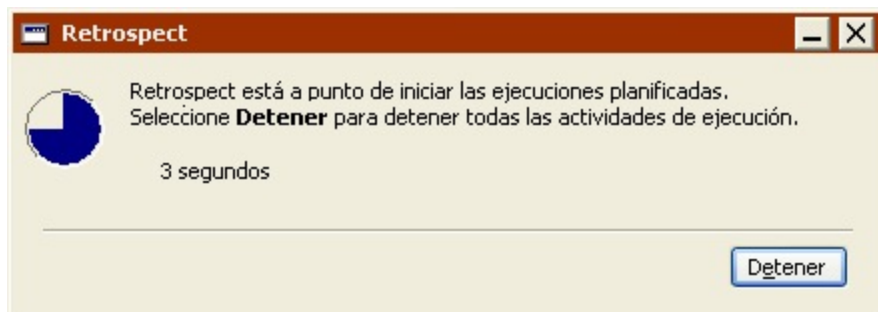 Retrospect
Retrospect está a punto de iniciar las ejecuciones planificadas.
Seleccione Detener para detener todas las actividades de ejecución.
3 segundos
Detener